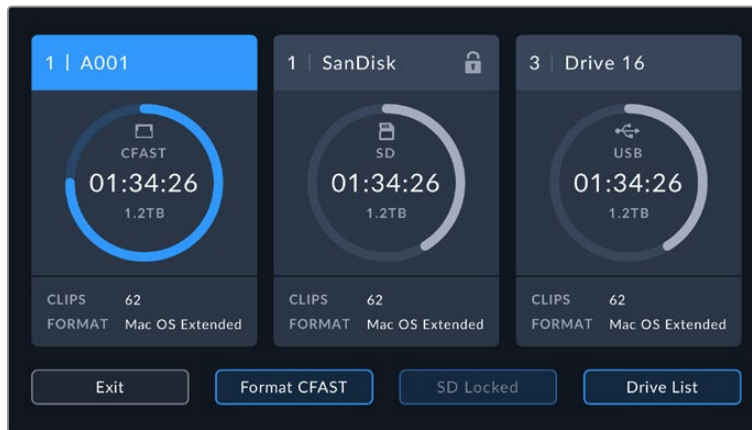 1 | A001
CFAST
01:34:26
1.2TB
CLIPS 62
FORMAT Mac OS Extended
1 | SanDisk
SD
01:34:26
1.2TB
CLIPS 62
FORMAT Mac OS Extended
3 | Drive 16
USB
01:34:26
1.2TB
CLIPS 62
FORMAT Mac OS Extended
Exit
Format CFAST
SD Locked
Drive List